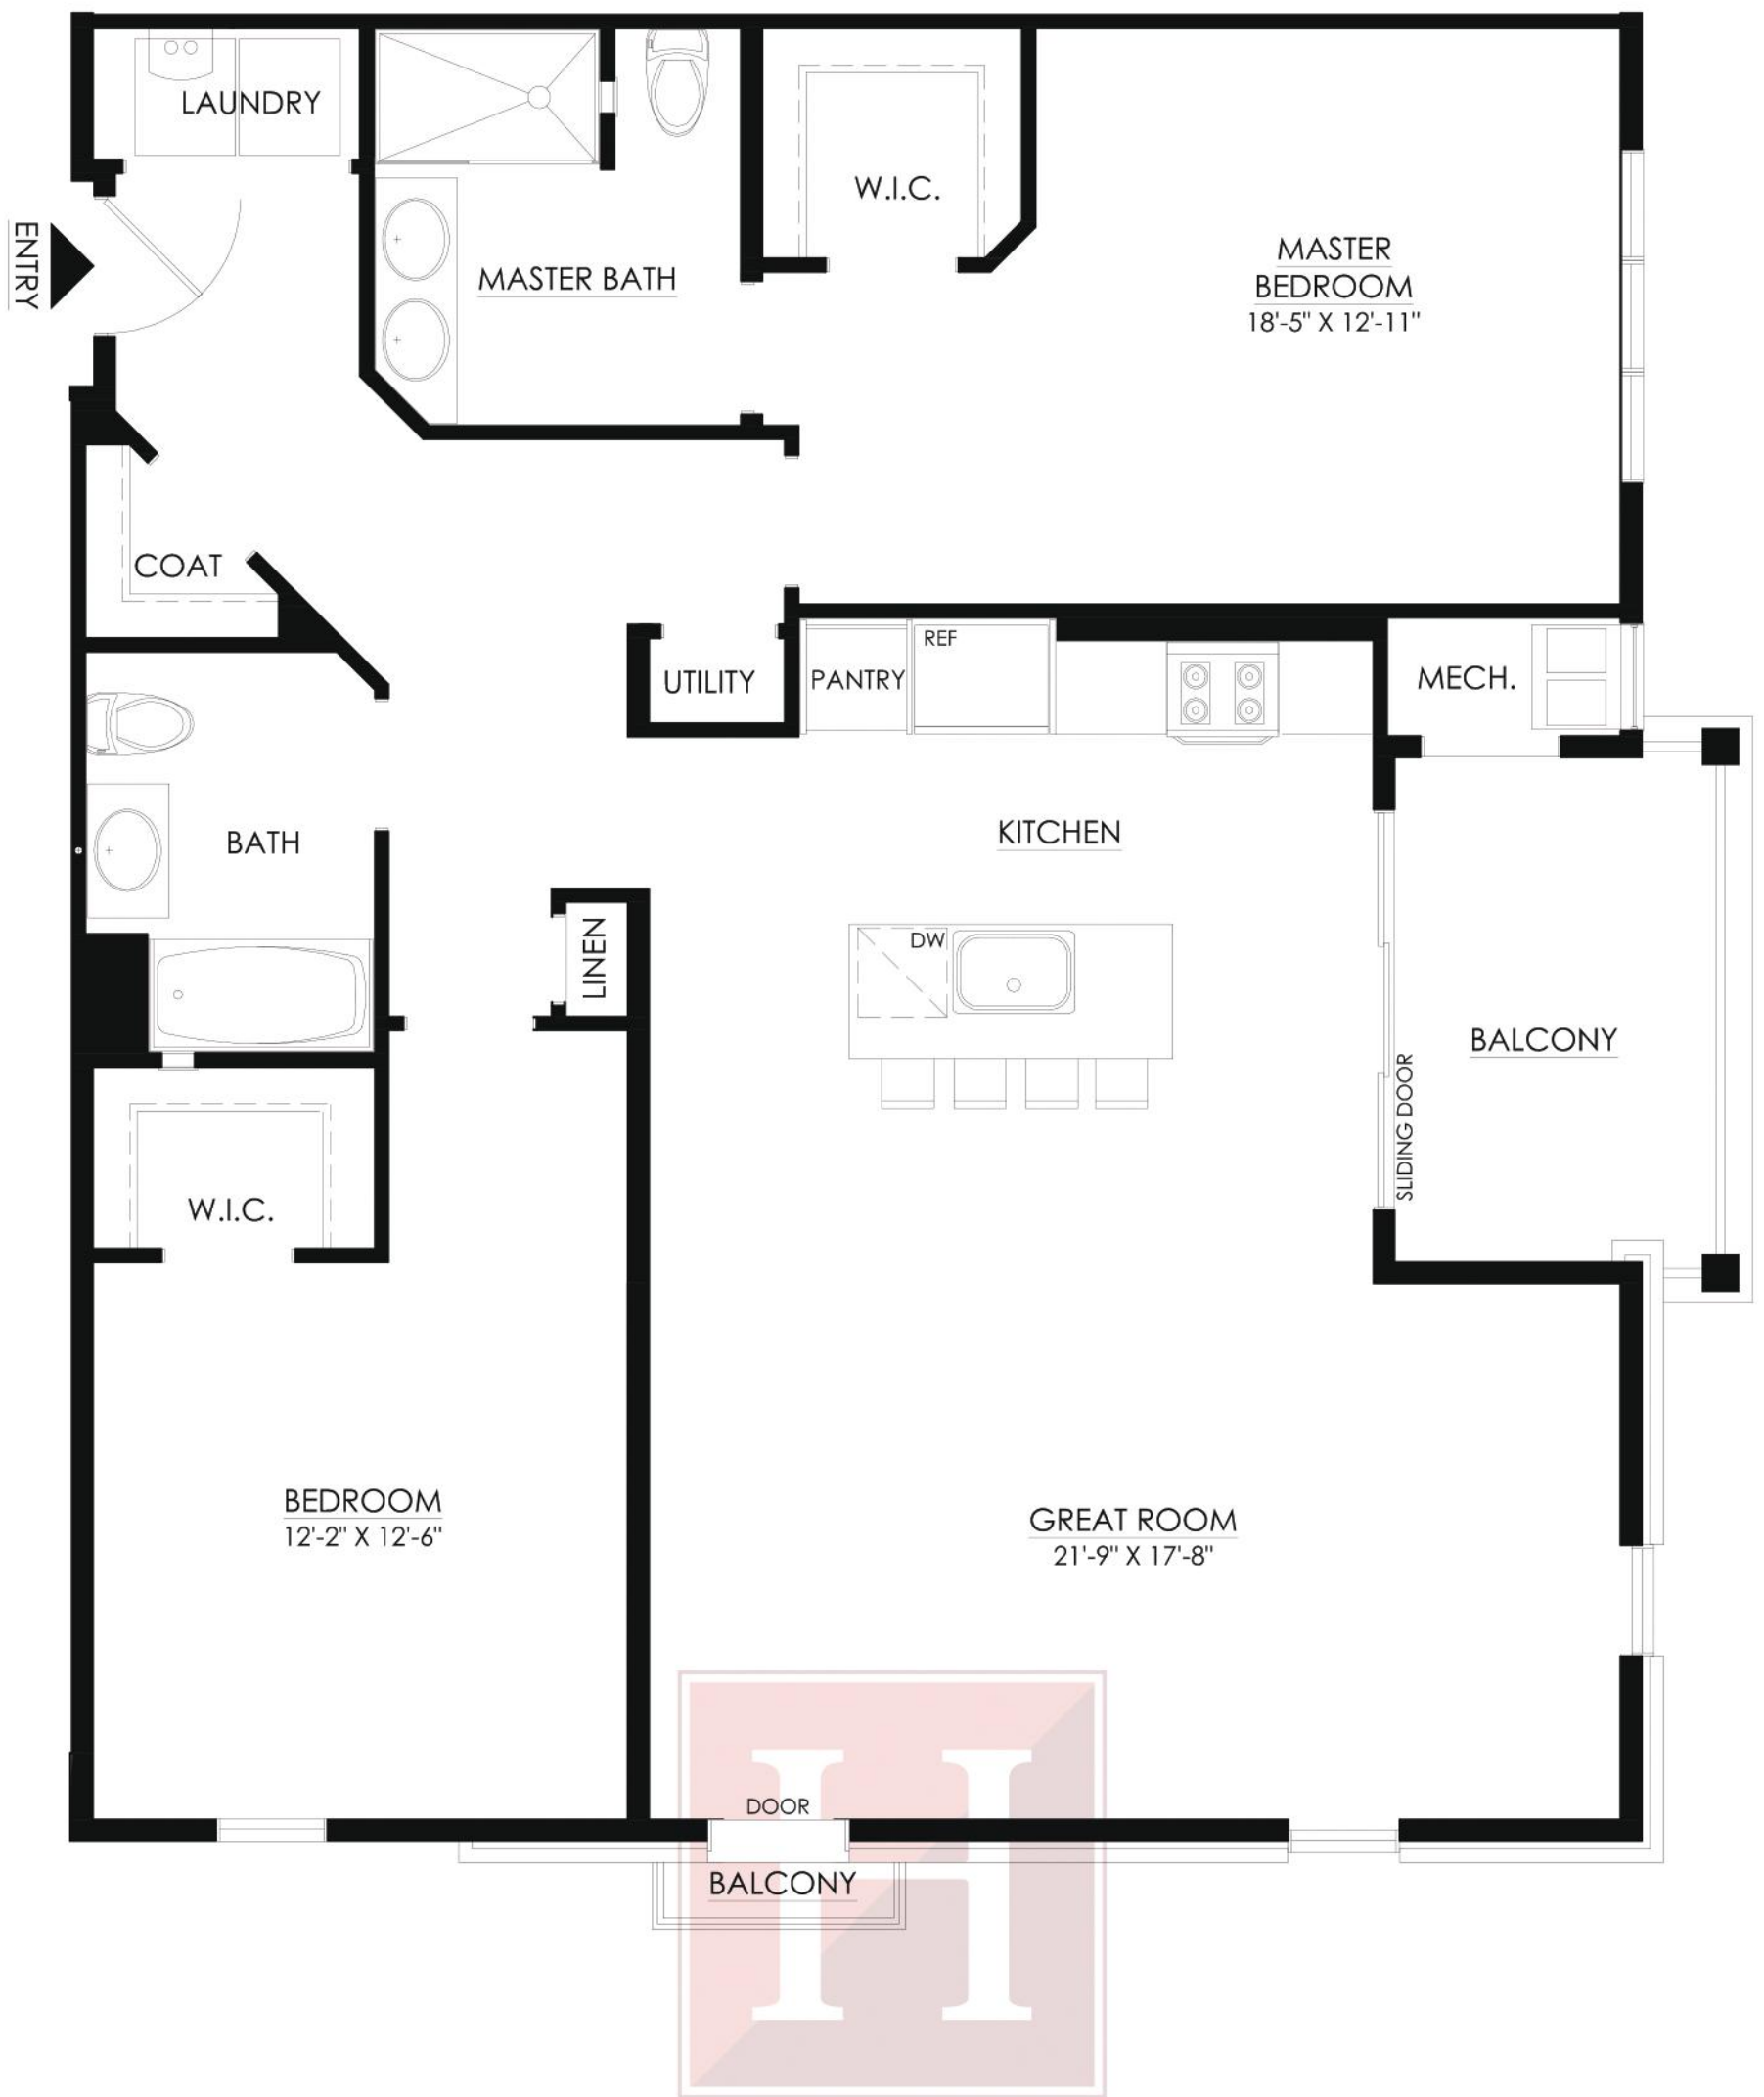 LAUNDRY
W.I.C.
ENTRY
MASTER BATH
MASTER
BEDROOM
18'-5" X 12'-11"
COAT
UTILITY
PANTRY
REF
MECH.
BATH
KITCHEN
LINEN
DW
BALCONY
SLIDING DOOR
W.I.C.
BEDROOM
12'-2" X 12'-6"
GREAT ROOM
21'-9" X 17'-8"
DOOR
BALCONY
H